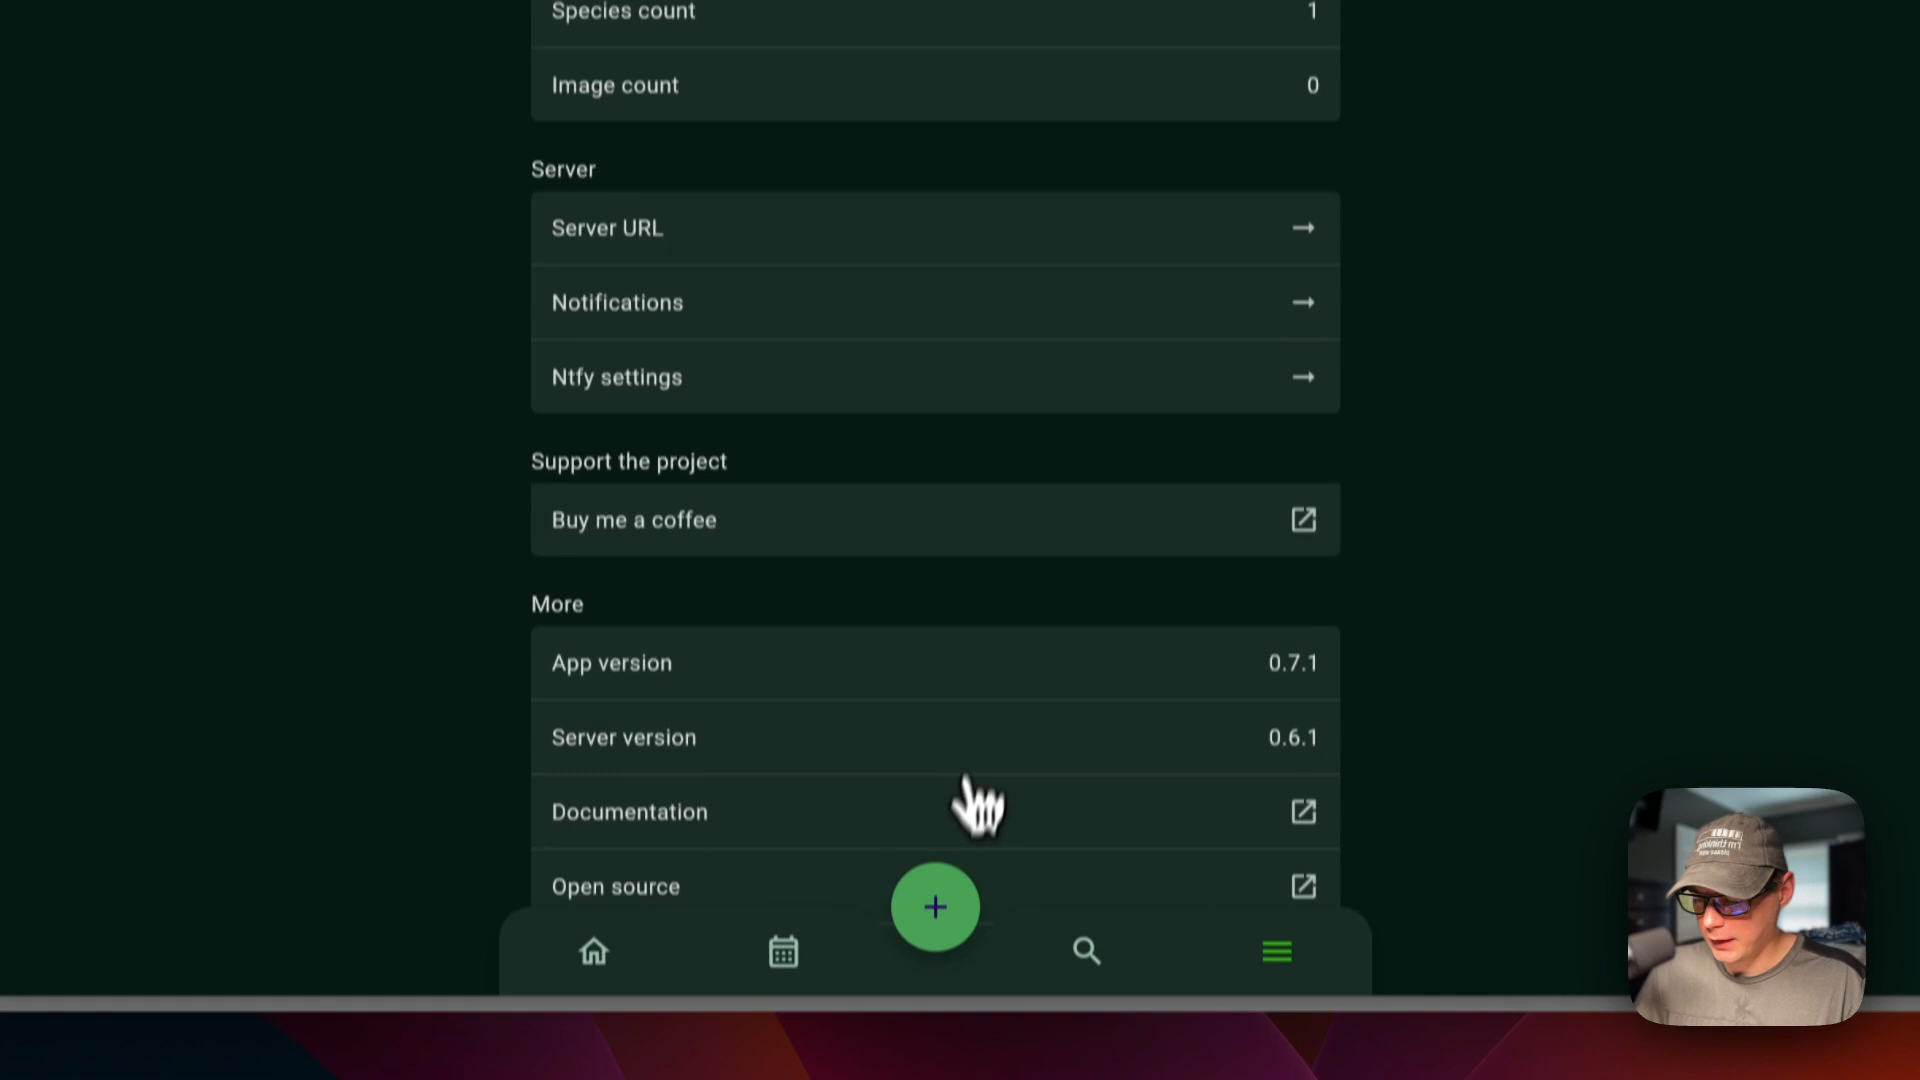 Species count 1
Image count 0
Server
Server URL
Notifications
Ntfy settings
Support the project
Buy me a coffee
More
App version 0.7.1
Server version 0.6.1
Documentation
Open source